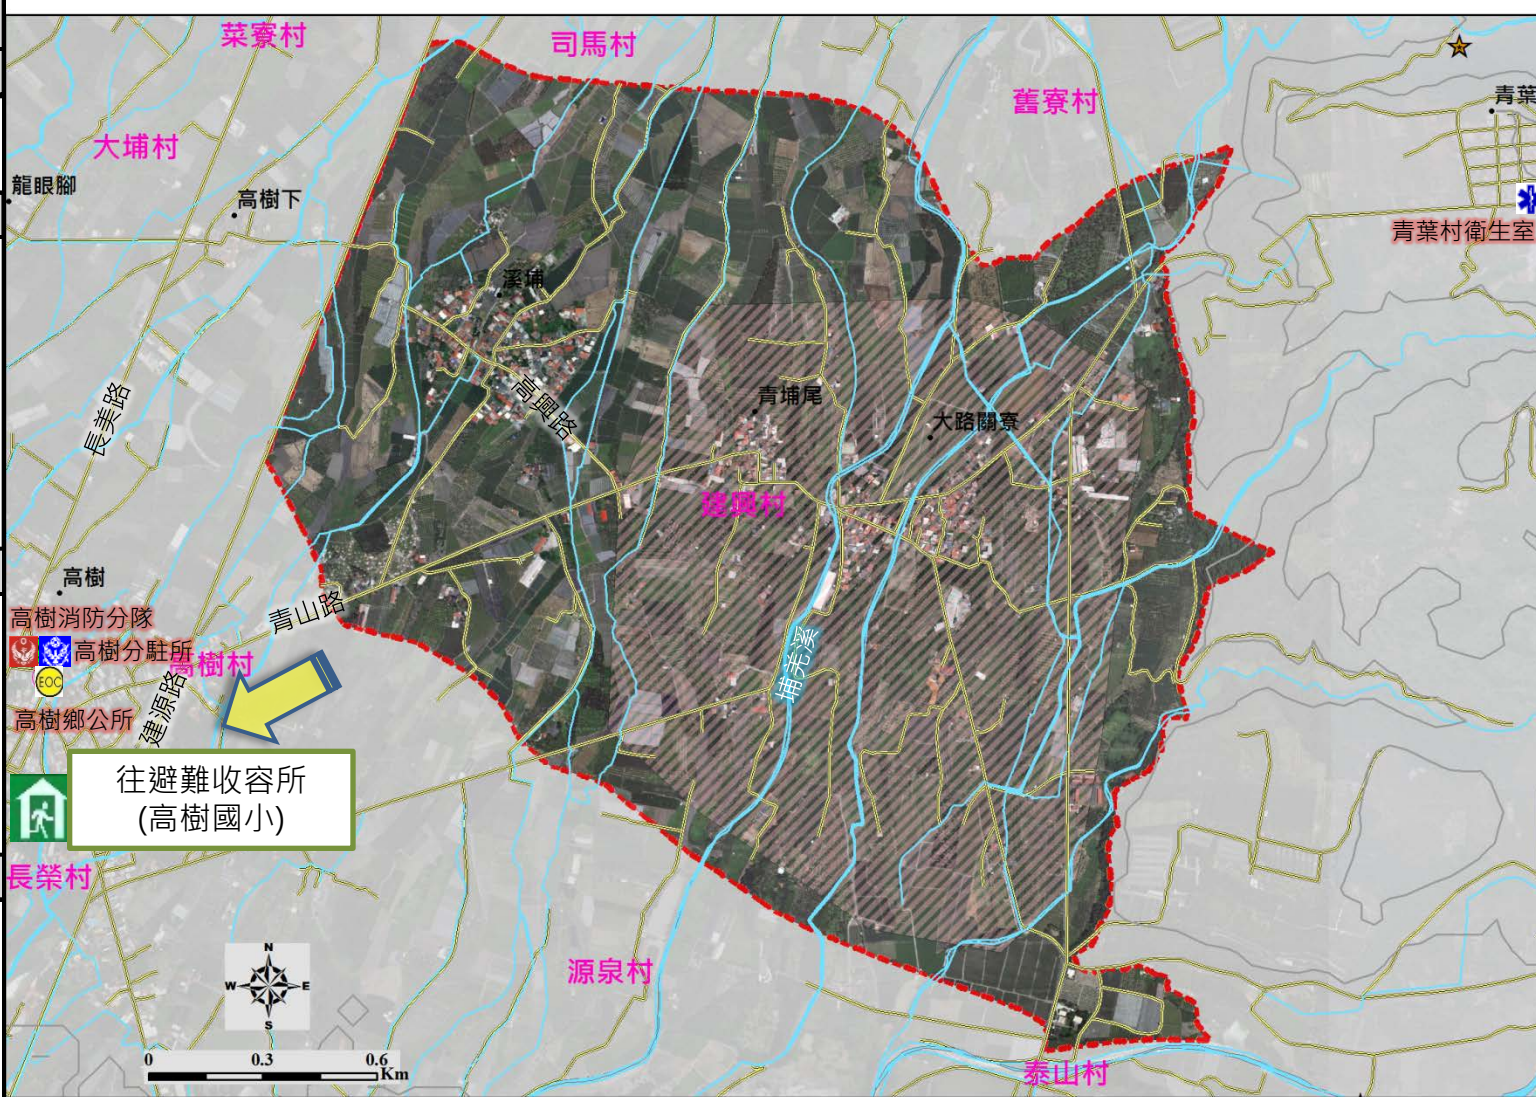 菜寮村
司馬村
舊寮村
青葉
大埔村
龍眼腳
高樹下
青葉村衛生室
溪埔
長美路
高興路
青埔尾
大路關寮
建興村
高樹
高樹消防分隊
青山路
高樹分駐所
高樹村
EOC
埔羌溪
高樹鄉公所
建源路
往避難收容所
(高樹國小)
長榮村
源泉村
N
W E
S
0 0.3 0.6
Km
泰山村